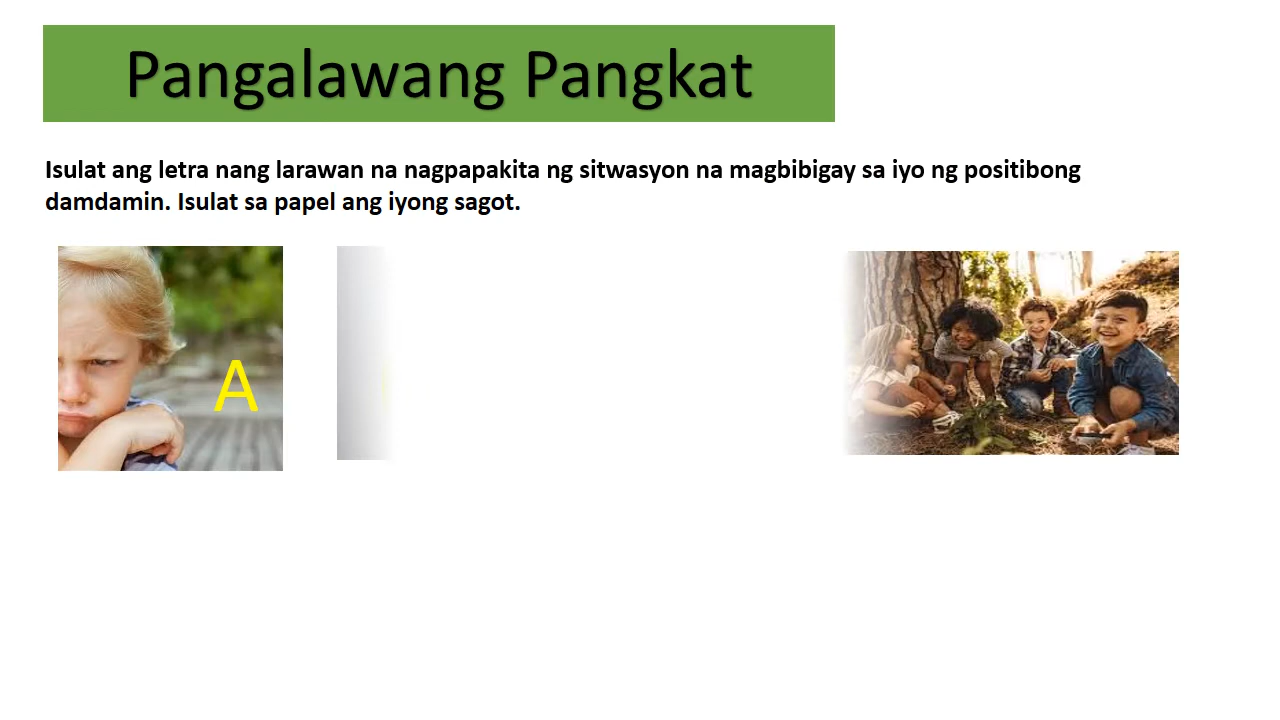 Pangalawang Pangkat
Isulat ang letra nang larawan na nagpapakita ng sitwasyon na magbibigay sa iyo ng positibong
damdamin. Isulat sa papel ang iyong sagot.
A